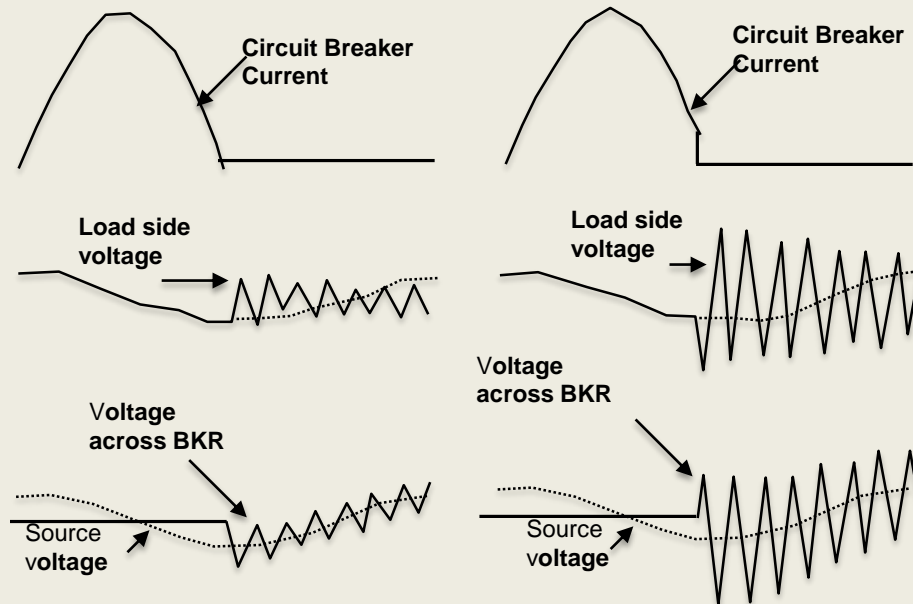 Circuit Breaker
Current
Load side
voltage
Voltage
across BKR
Source
voltage
Circuit Breaker
Current
Load side
voltage
Voltage
across BKR
Source
voltage